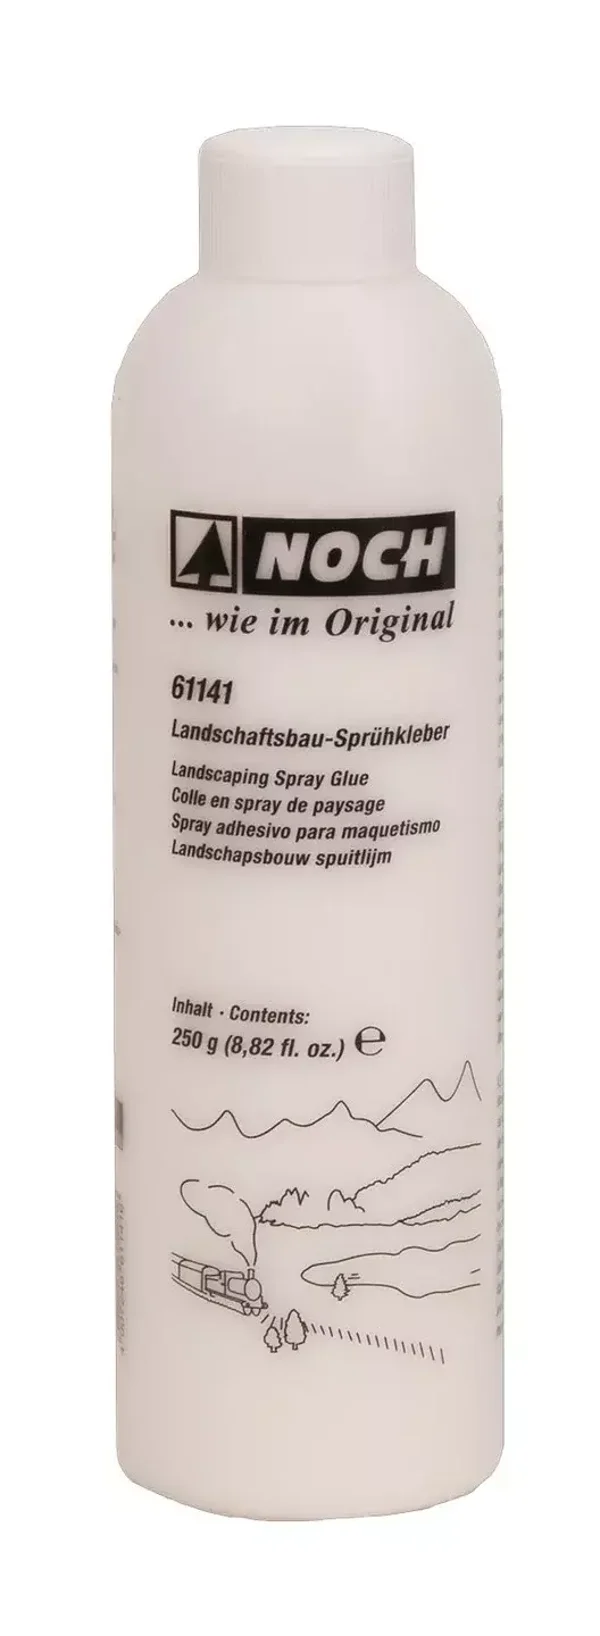 NOCH
... wie im Original
61141
Landschaftsbau-Sprühkleber
Landscaping Spray Glue
Colle en spray de paysage
Spray adhesivo para maquetismo
Landschapsbouw spuitlijm
Inhalt · Contents:
250 g (8,82 fl. oz.) ℮